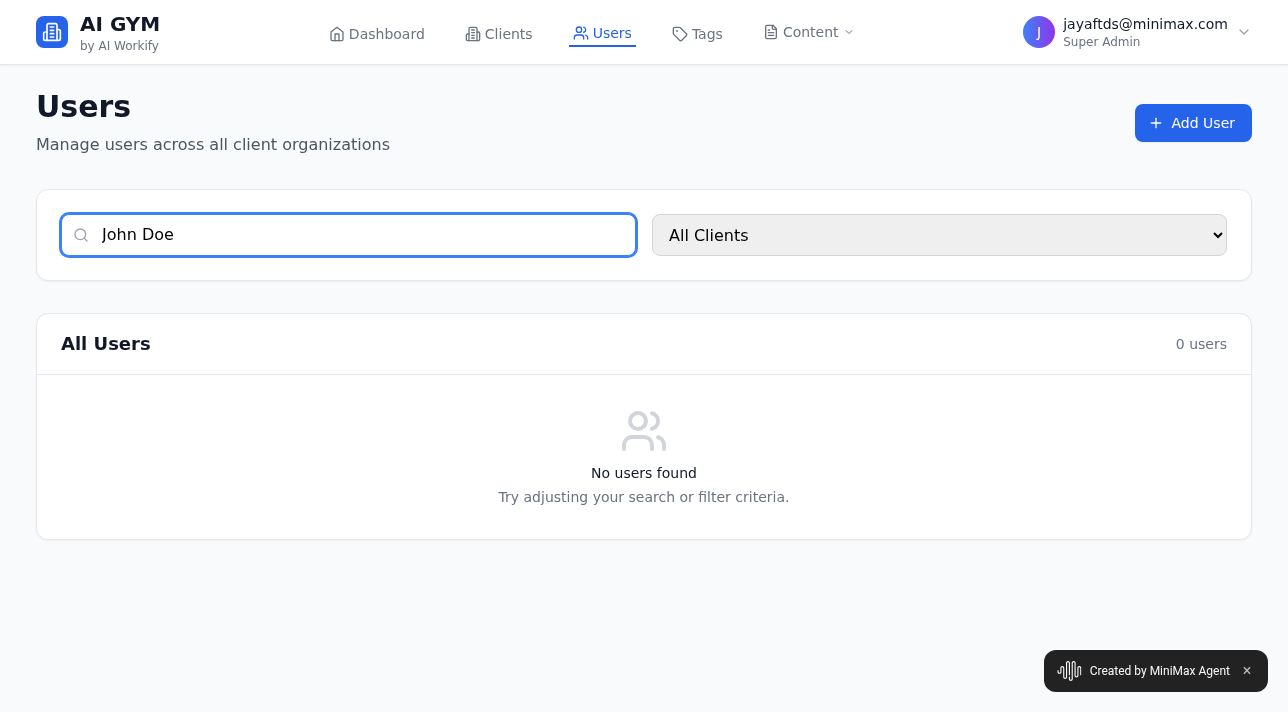 AI GYM
by AI Workify
Dashboard
Clients
Users
Tags
Content
J
jayaftds@minimax.com
Super Admin
Users
Manage users across all client organizations
Add User
John Doe
All Clients
All Users
0 users
No users found
Try adjusting your search or filter criteria.
Created by MiniMax Agent